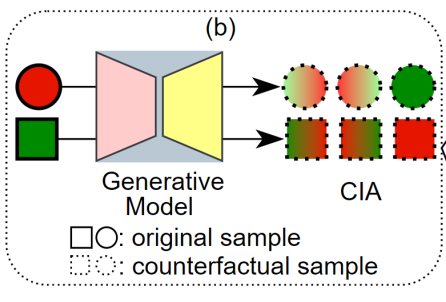 (b)
Generative
Model
CIA
: original sample
: counterfactual sample